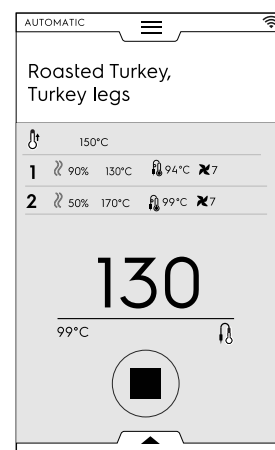 AUTOMATIC
Roasted Turkey,
Turkey legs
150°C
1 90% 130°C 94°C 7
2 50% 170°C 99°C 7
130
99°C